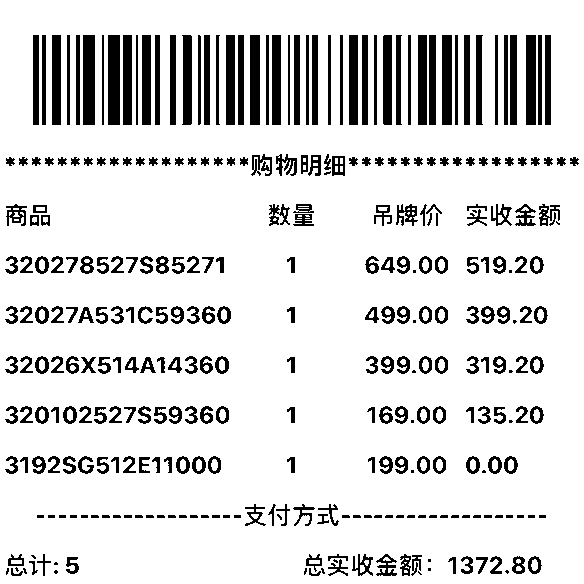 *******************购物明细******************
商品 数量 吊牌价 实收金额
320278527S85271 1 649.00 519.20
32027A531C59360 1 499.00 399.20
32026X514A14360 1 399.00 319.20
320102527S59360 1 169.00 135.20
3192SG512E11000 1 199.00 0.00
-------------------支付方式-------------------
总计: 5 总实收金额：1372.80